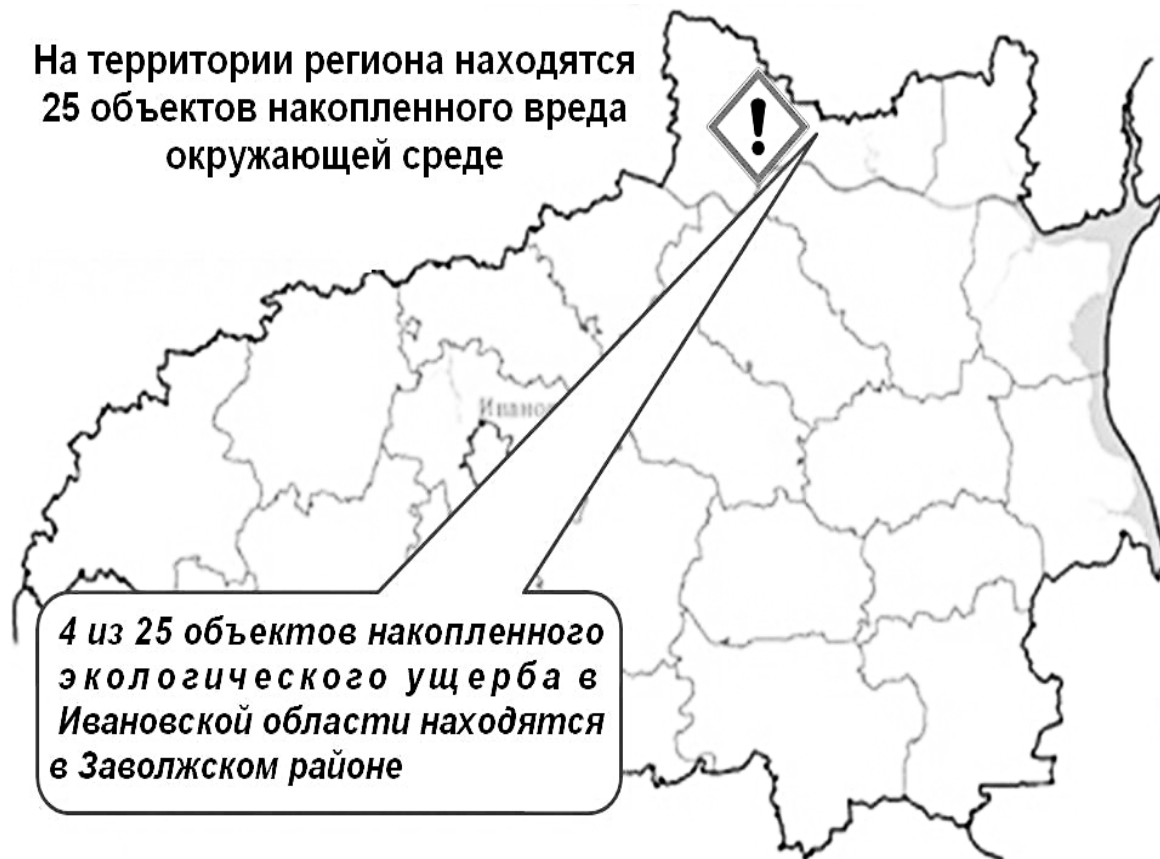 На территории региона находятся
25 объектов накопленного вреда
окружающей среде
!
4 из 25 объектов накопленного
экологического ущерба в
Ивановской области находятся
в Заволжском районе